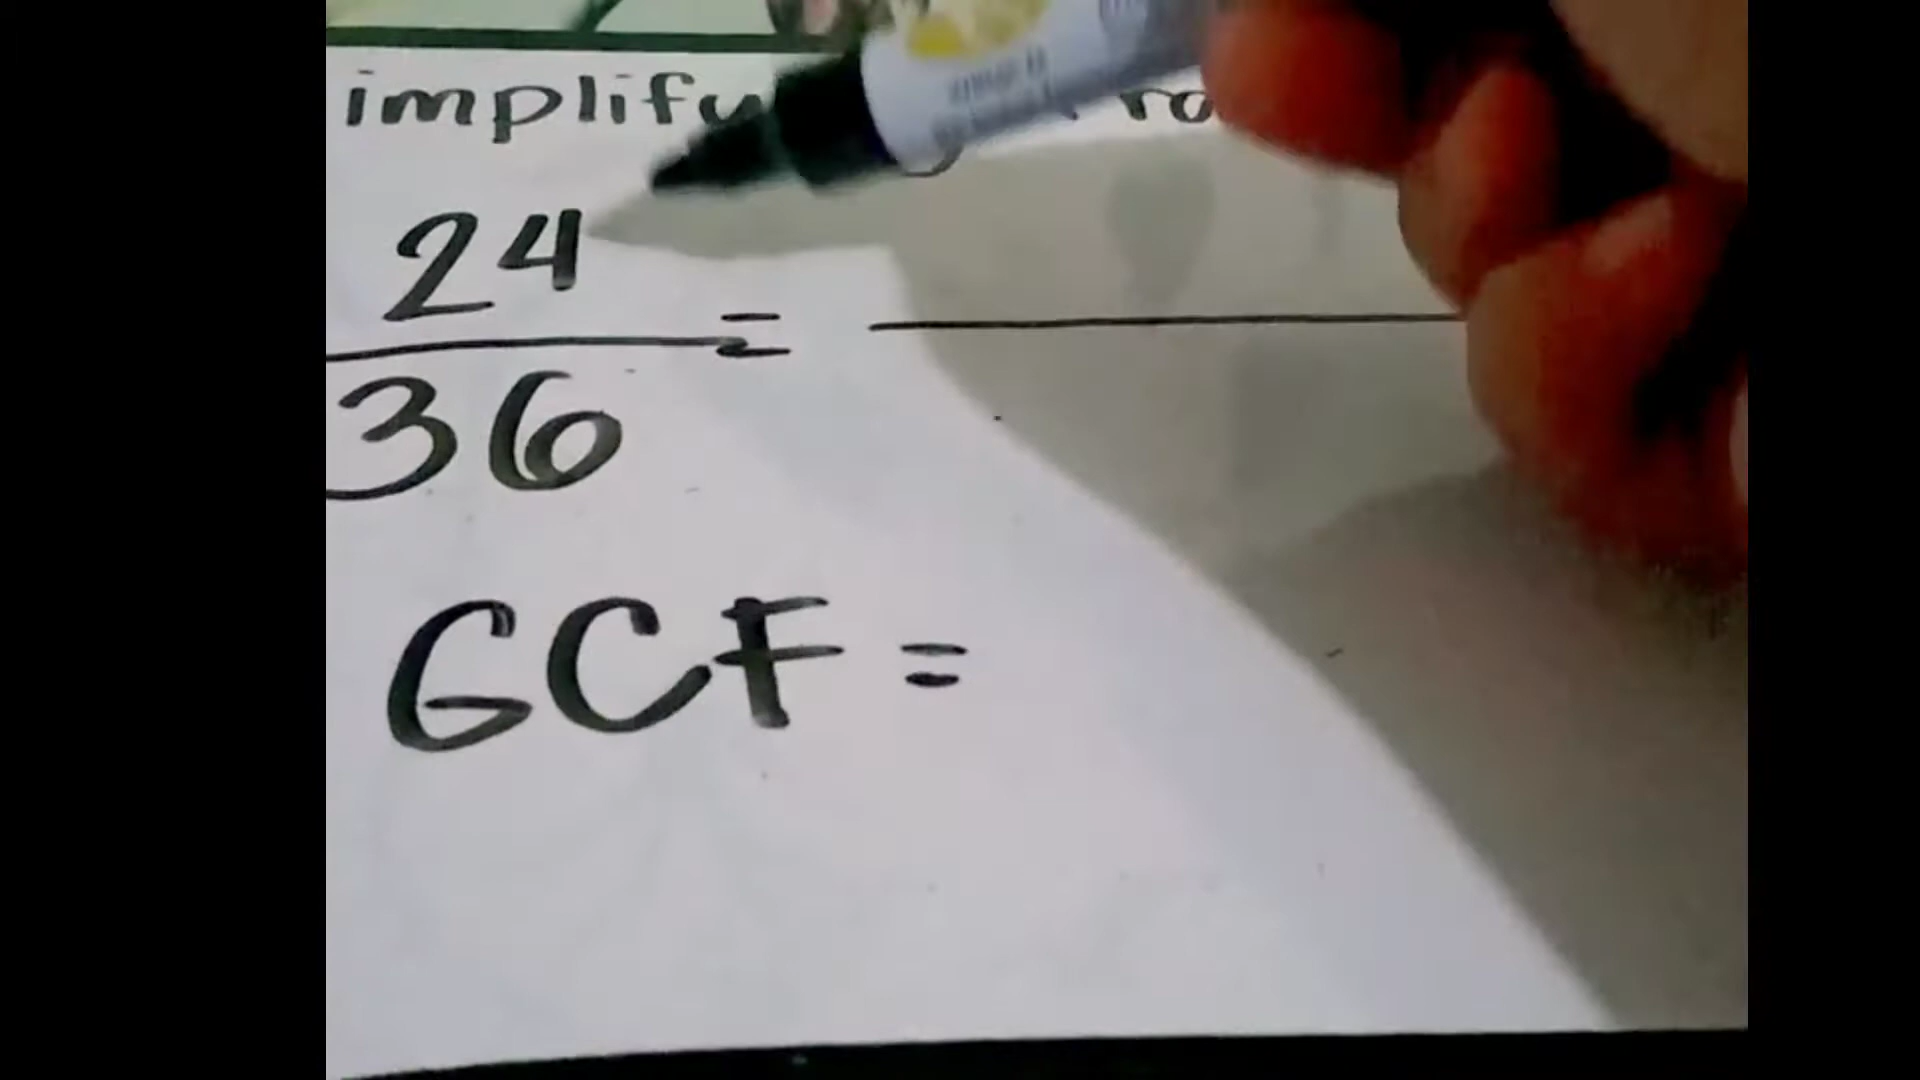 implify
24
=
36
GCF =